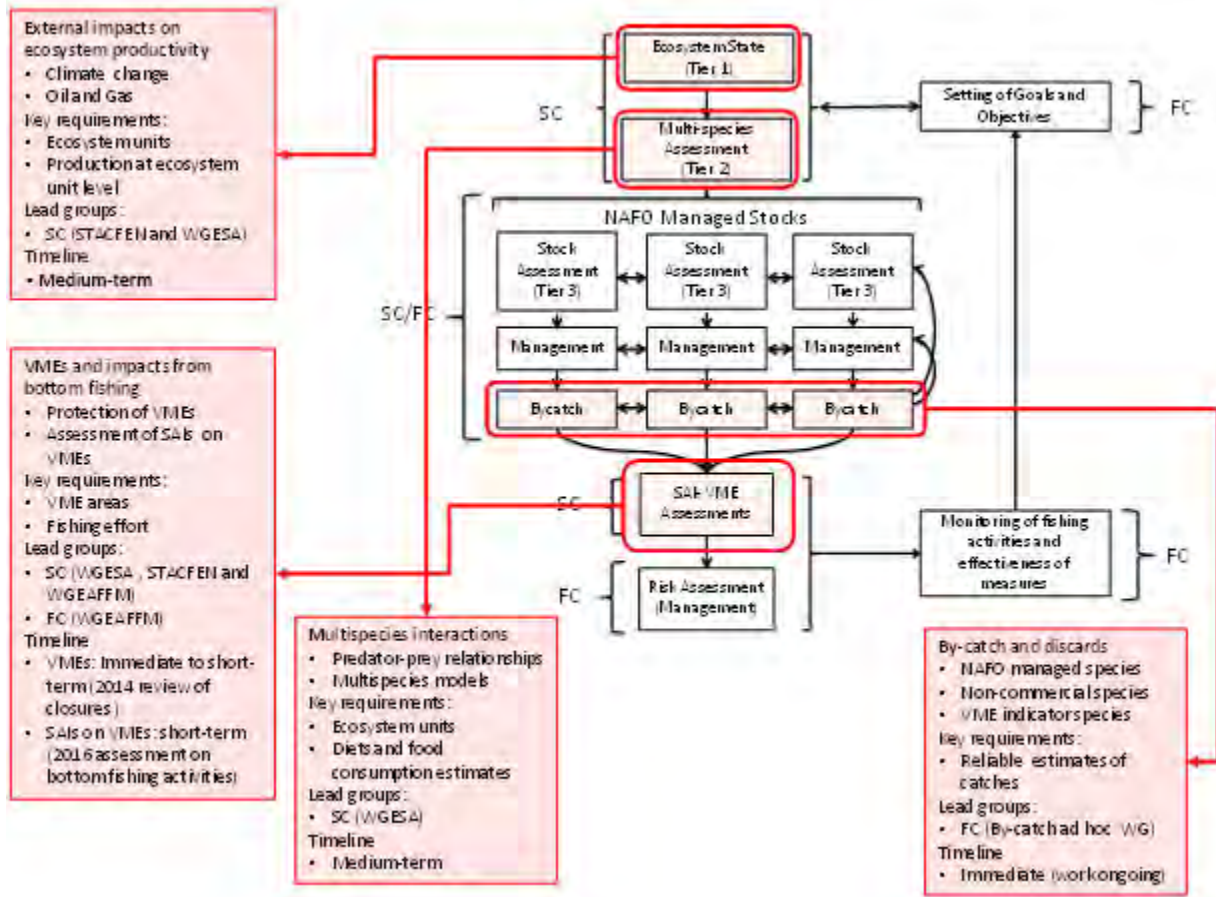 External impacts on
ecosystem productivity
• Climate change
• Oil and Gas
Key requirements:
• Ecosystem units
• Production at ecosystem
unit level
Lead groups:
• SC (STACFEN and WGESA)
Timeline
• Medium-term
VMEs and impacts from
bottom fishing
• Protection of VMEs
• Assessment of SAIs on
VMEs
Key requirements:
• VME areas
• Fishing effort
Lead groups:
• SC (WGESA , STACFEN and
WGEAFFM)
• FC (WGEAFFM)
Timeline
• VMEs: Immediate to short-
term (2014 review of
closures)
• SAIs on VMEs: short-term
(2016 assessment on
bottom fishing activities)
Multispecies interactions
• Predator-prey relationships
• Multispecies models
Key requirements:
• Ecosystem units
• Diets and food
consumption estimates
Lead groups:
• SC (WGESA)
Timeline
• Medium-term
SC
Ecosystem State
(Tier 1)
Multi-species
Assessment
(Tier 2)
Setting of Goals and
Objectives
FC
SC/FC
NAFO Managed Stocks
Stock
Assessment
(Tier 3)
Stock
Assessment
(Tier 3)
Stock
Assessment
(Tier 3)
Management
Management
Management
Bycatch
Bycatch
Bycatch
SC
SAI-VME
Assessments
FC
Risk Assessment
(Management)
Monitoring of fishing
activities and
effectiveness of
measures
FC
By-catch and discards
• NAFO managed species
• Non-commercial species
• VME indicator species
Key requirements:
• Reliable estimates of
catches
Lead groups:
• FC (By-catch ad hoc WG)
Timeline
• Immediate (work ongoing)